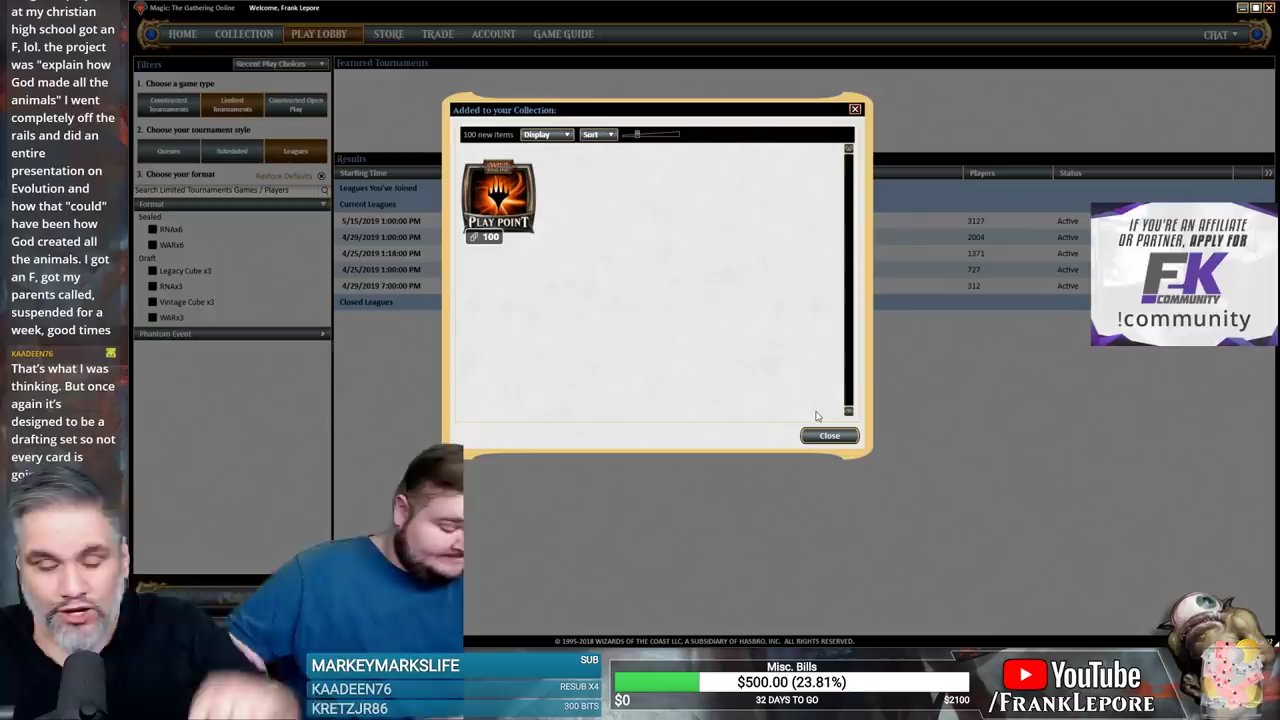 at my christian
high school got an
F, lol. the project
was "explain how
God made all the
animals" I went
completely off the
rails and did an
entire
presentation on
Evolution and
how that "could"
have been how
God created all
the animals. I got
an F, got my
parents called,
suspended for a
week, good times
KAADEEN76
That's what I was
thinking. But once
again it's
designed to be a
drafting set so not
every card is
Magic: The Gathering Online Welcome, Frank Lepore
HOME COLLECTION PLAY LOBBY STORE TRADE ACCOUNT GAME GUIDE CHAT
Filters Recent Play Choices
1. Choose a game type
Constructed Tournaments
Limited Tournaments
Constructed Open Play
2. Choose your tournament style
Queues Scheduled Leagues
3. Choose your format Restore Defaults
Search Limited Tournaments Games / Players
Format
Sealed
RNAx6
WARx6
Draft
Legacy Cube x3
RNAx3
Vintage Cube x3
WARx3
Phantom Event
Featured Tournaments
Results
Starting Time Players Status
Leagues You've Joined
Current Leagues
5/15/2019 1:00:00 PM 3127 Active
4/29/2019 1:00:00 PM 2004 Active
4/25/2019 1:18:00 PM 1371 Active
4/25/2019 1:00:00 PM 727 Active
4/29/2019 7:00:00 PM 312 Active
Closed Leagues
Added to your Collection:
100 new items Display Sort
PLAY POINT
100
Close
IF YOU'RE AN AFFILIATE
OR PARTNER, APPLY FOR
FK
COMMUNITY
!community
© 1995-2018 WIZARDS OF THE COAST LLC, A SUBSIDIARY OF HASBRO, INC. ALL RIGHTS RESERVED.
MARKEYMARKSLIFE SUB
KAADEEN76 RESUB X4
KRETZJR86 300 BITS
Misc. Bills
$500.00 (23.81%)
$0 32 DAYS TO GO $2100
YouTube
/FRANKLEPORE